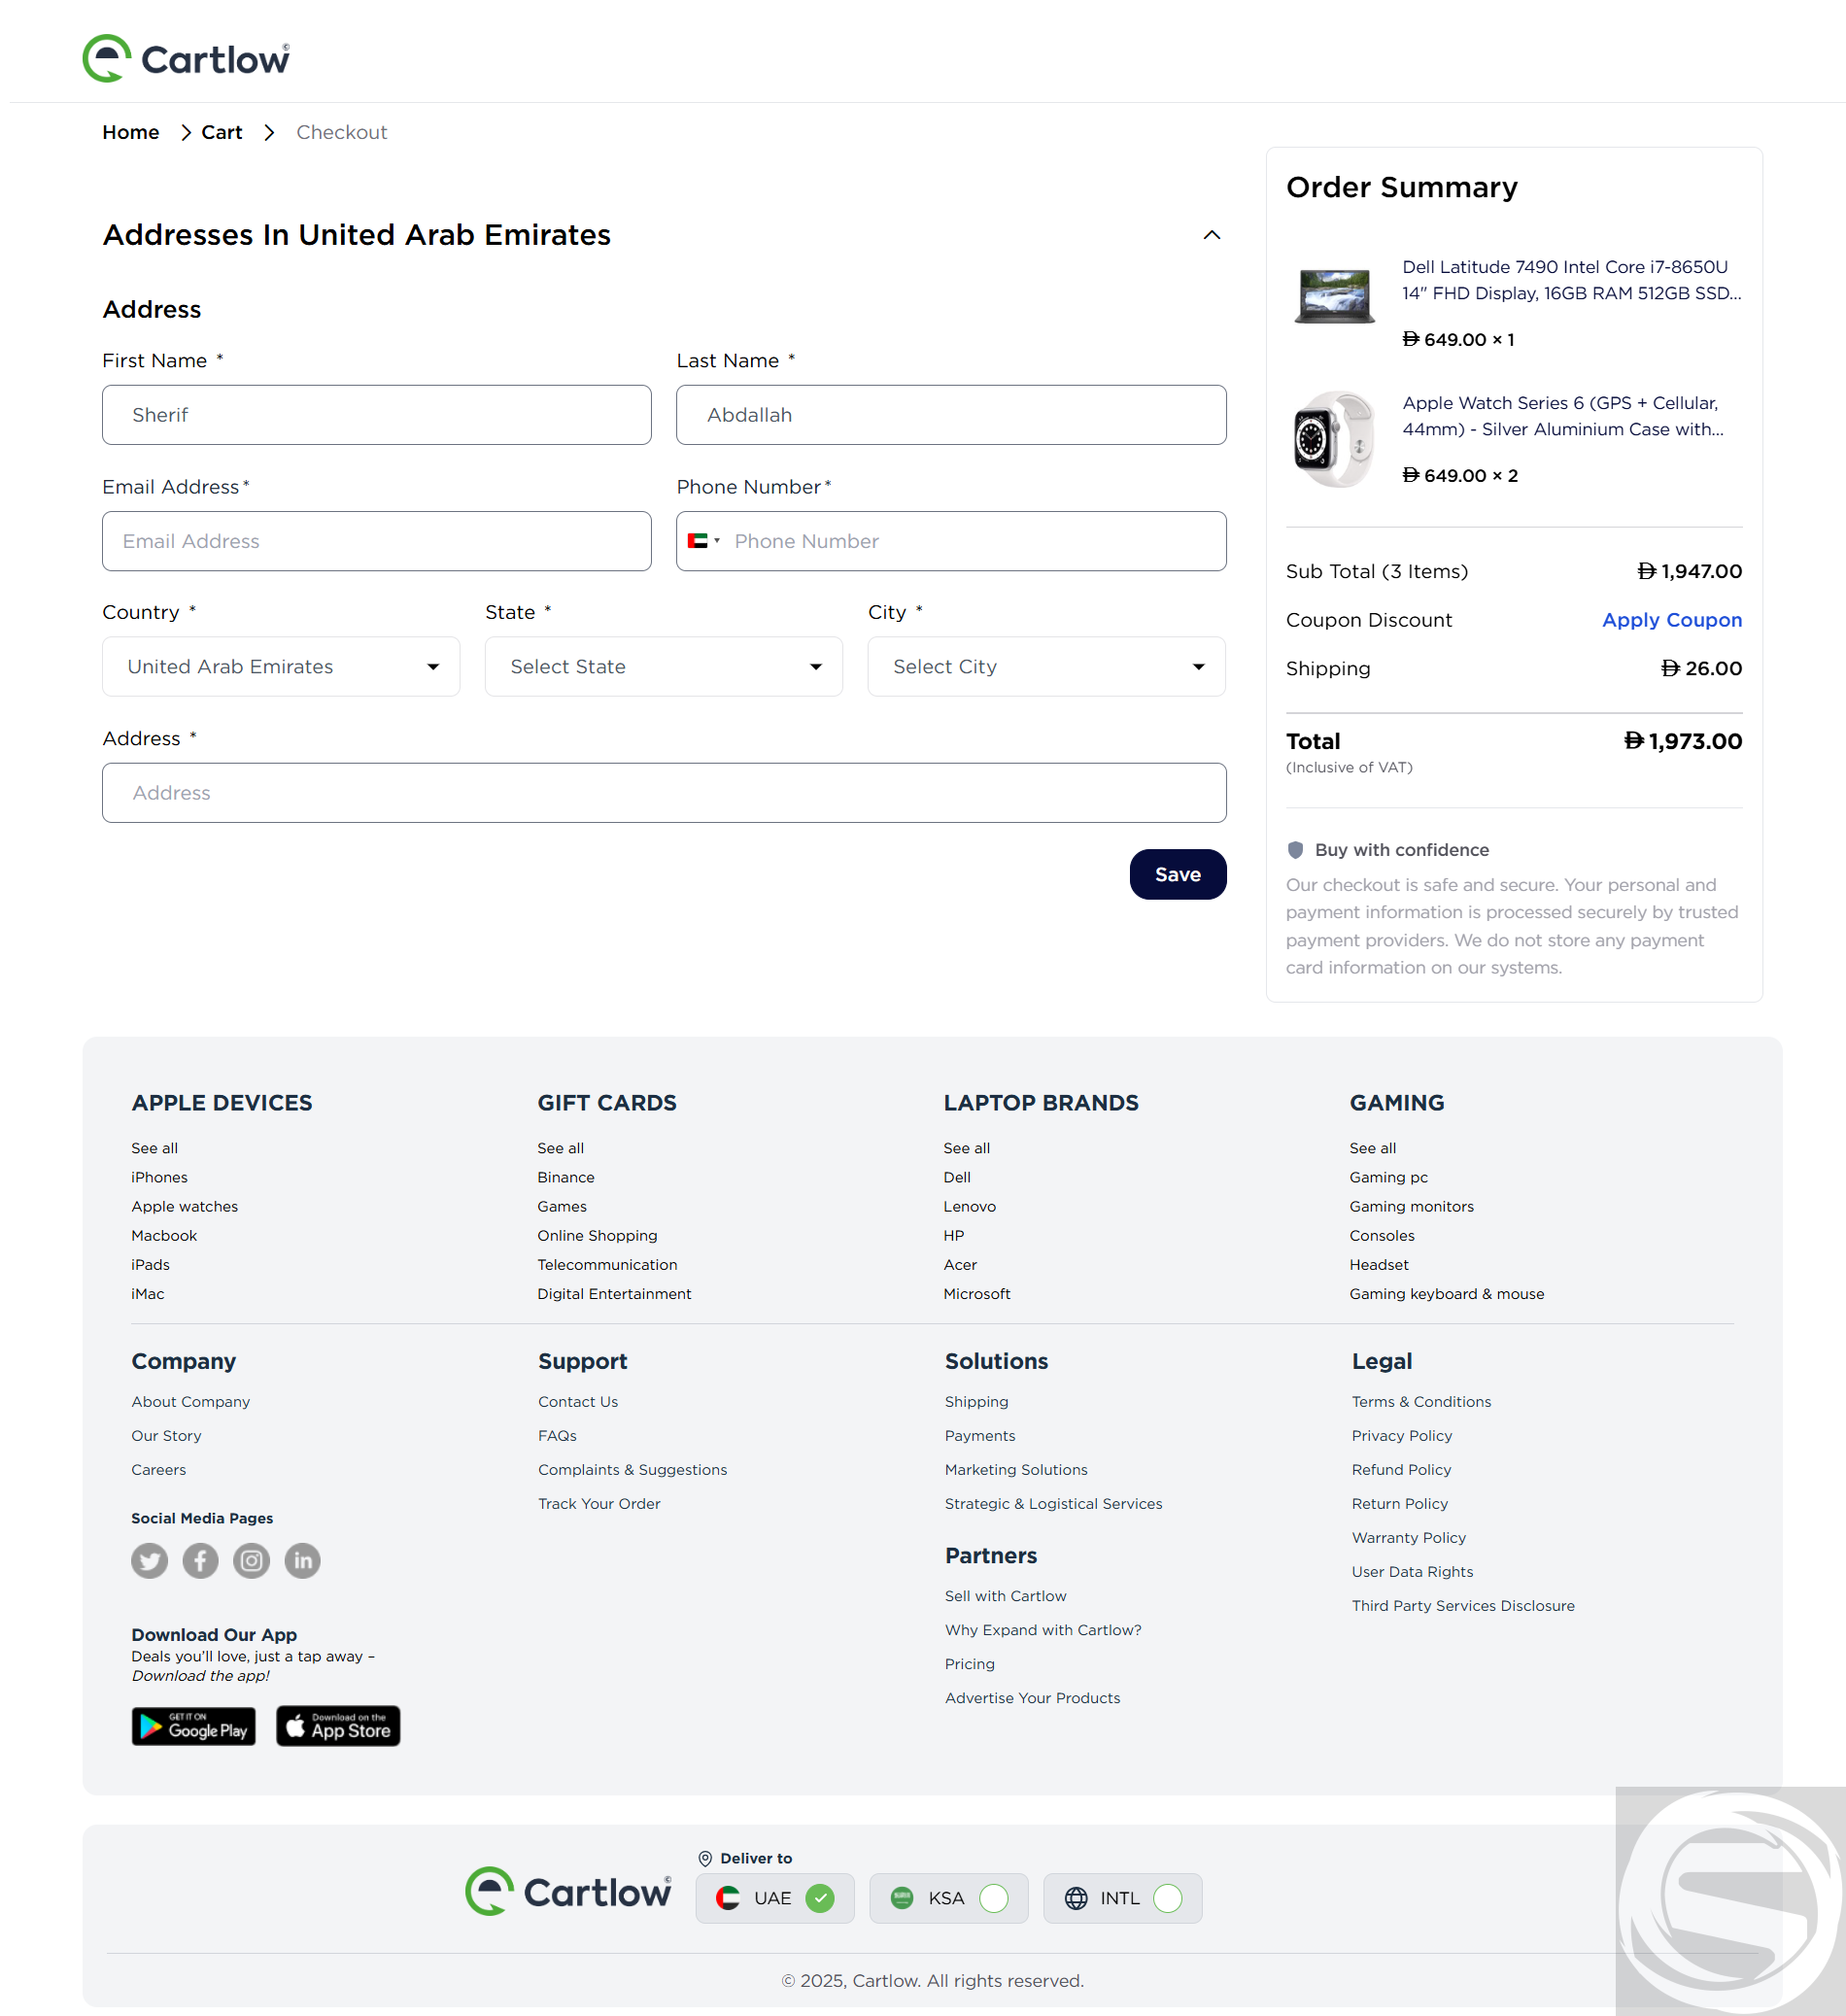 Cartlow©
Home > Cart > Checkout
Addresses In United Arab Emirates
Address
First Name * Last Name *
Sherif Abdallah
Email Address* Phone Number*
Email Address Phone Number
Country * State * City *
United Arab Emirates Select State Select City
Address *
Address
Save
Order Summary
Dell Latitude 7490 Intel Core i7-8650U
14" FHD Display, 16GB RAM 512GB SSD...
649.00 × 1
Apple Watch Series 6 (GPS + Cellular,
44mm) - Silver Aluminium Case with...
649.00 × 2
Sub Total (3 Items) 1,947.00
Coupon Discount Apply Coupon
Shipping 26.00
Total 1,973.00
(Inclusive of VAT)
Buy with confidence
Our checkout is safe and secure. Your personal and
payment information is processed securely by trusted
payment providers. We do not store any payment
card information on our systems.
APPLE DEVICES
See all
iPhones
Apple watches
Macbook
iPads
iMac
GIFT CARDS
See all
Binance
Games
Online Shopping
Telecommunication
Digital Entertainment
LAPTOP BRANDS
See all
Dell
Lenovo
HP
Acer
Microsoft
GAMING
See all
Gaming pc
Gaming monitors
Consoles
Headset
Gaming keyboard & mouse
Company
About Company
Our Story
Careers
Social Media Pages
Download Our App
Deals you'll love, just a tap away –
Download the app!
GET IT ON
Google Play
Download on the
App Store
Support
Contact Us
FAQs
Complaints & Suggestions
Track Your Order
Solutions
Shipping
Payments
Marketing Solutions
Strategic & Logistical Services
Partners
Sell with Cartlow
Why Expand with Cartlow?
Pricing
Advertise Your Products
Legal
Terms & Conditions
Privacy Policy
Refund Policy
Return Policy
Warranty Policy
User Data Rights
Third Party Services Disclosure
Cartlow©
Deliver to
UAE KSA INTL
© 2025, Cartlow. All rights reserved.